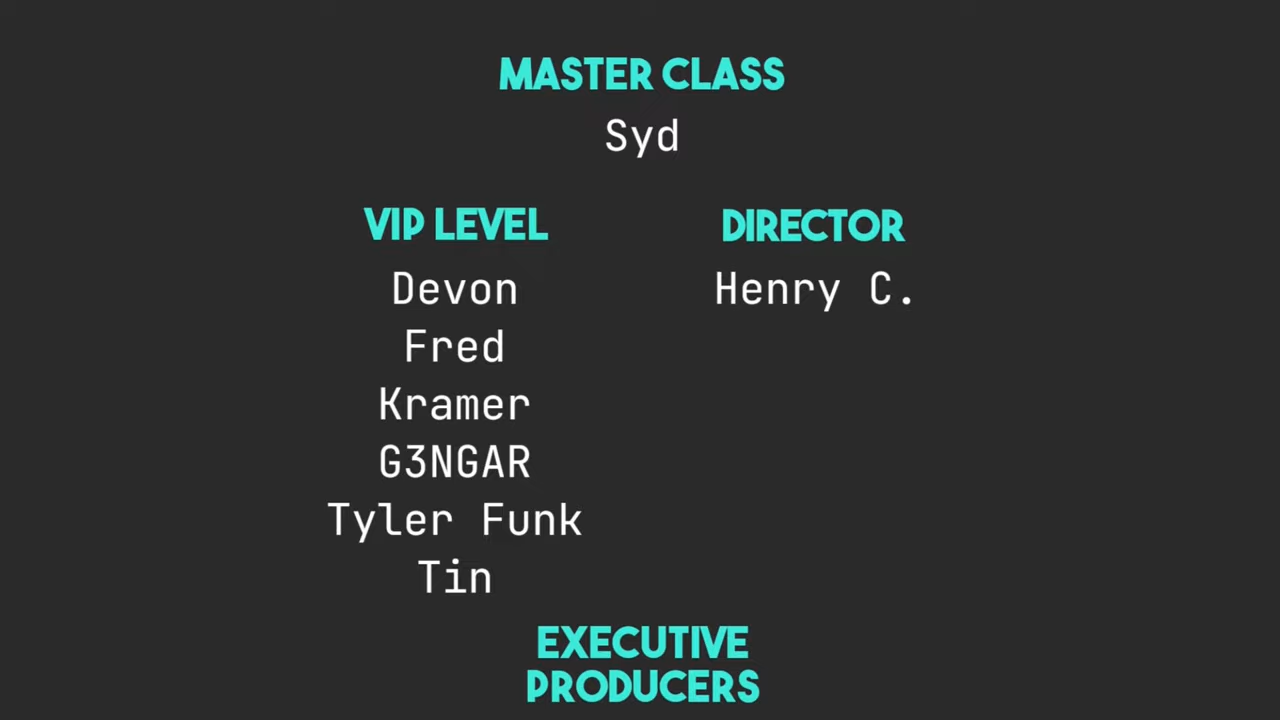 MASTER CLASS
Syd
VIP LEVEL
Devon
Fred
Kramer
G3NGAR
Tyler Funk
Tin
DIRECTOR
Henry C.
EXECUTIVE
PRODUCERS